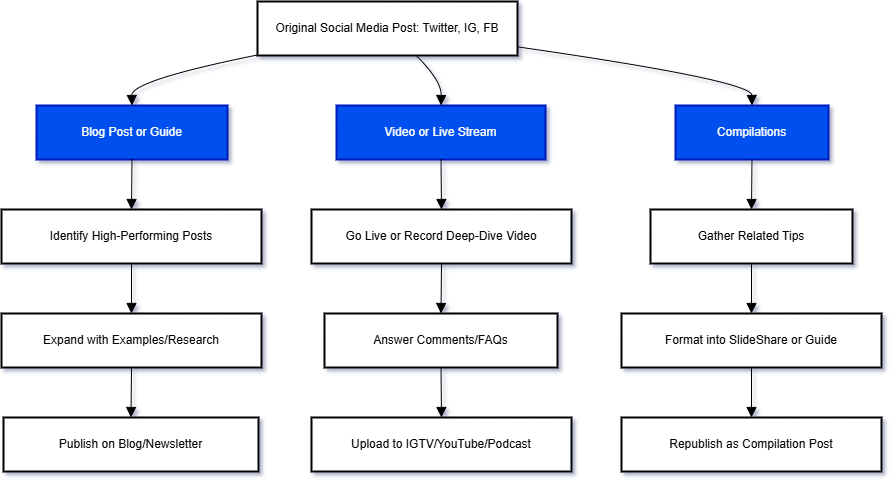 Original Social Media Post: Twitter, IG, FB
Blog Post or Guide
Video or Live Stream
Compilations
Identify High-Performing Posts
Go Live or Record Deep-Dive Video
Gather Related Tips
Expand with Examples/Research
Answer Comments/FAQs
Format into SlideShare or Guide
Publish on Blog/Newsletter
Upload to IGTV/YouTube/Podcast
Republish as Compilation Post